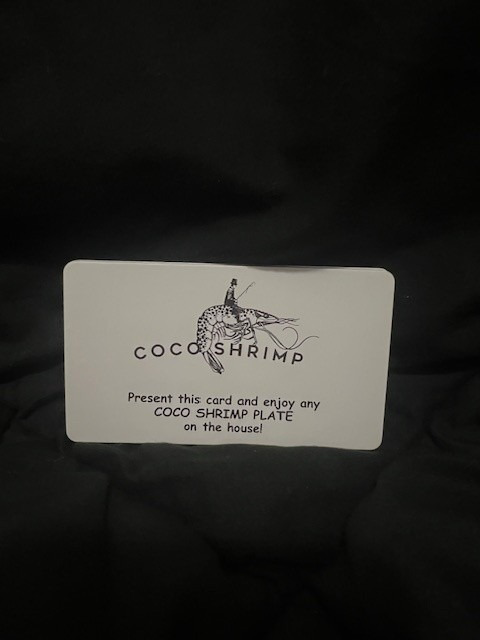 COCO SHRIMP
Present this card and enjoy any
COCO SHRIMP PLATE
on the house!